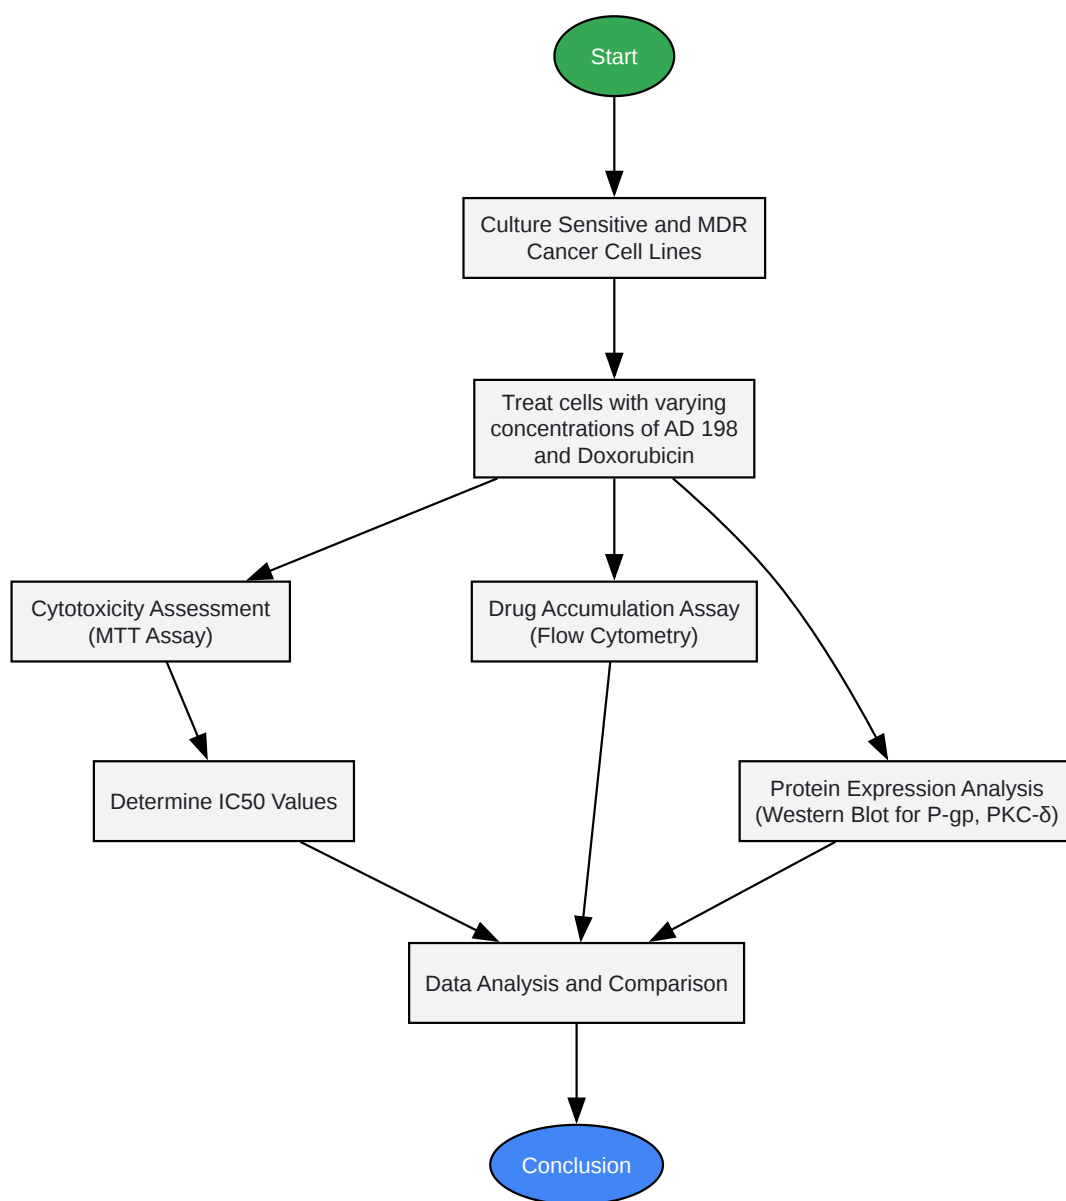 Start
Culture Sensitive and MDR
Cancer Cell Lines
Treat cells with varying
concentrations of AD 198
and Doxorubicin
Cytotoxicity Assessment
(MTT Assay)
Drug Accumulation Assay
(Flow Cytometry)
Determine IC50 Values
Protein Expression Analysis
(Western Blot for P-gp, PKC-δ)
Data Analysis and Comparison
Conclusion